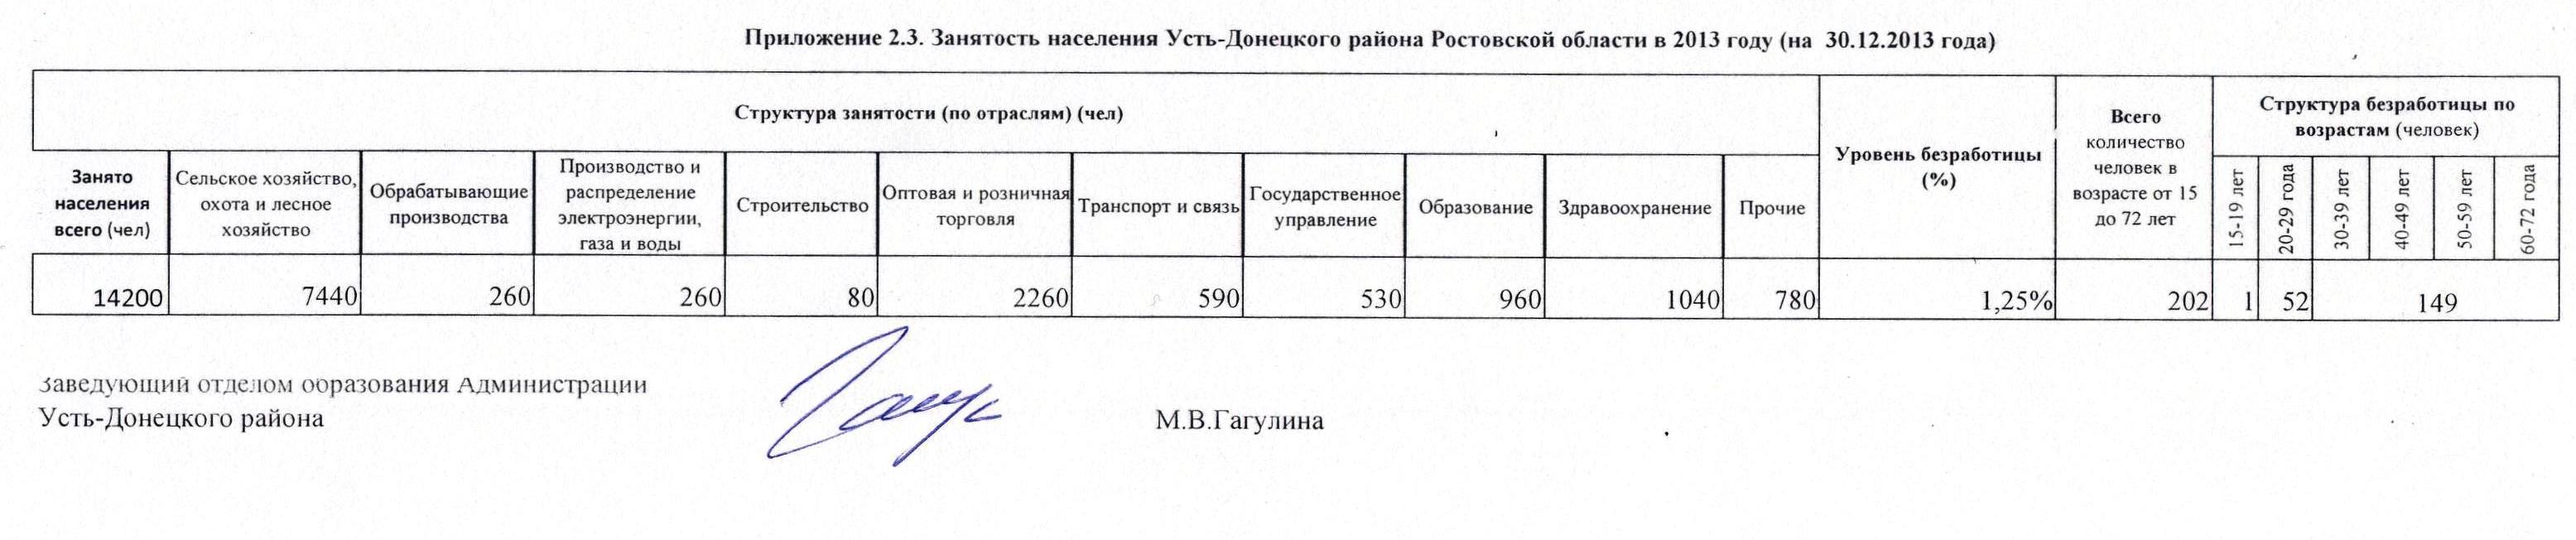 Приложение 2.3. Занятость населения Усть-Донецкого района Ростовской области в 2013 году (на 30.12.2013 года)
Структура занятости (по отраслям) (чел)
Уровень безработицы
(%)
Всего
количество
человек в
возрасте от 15
до 72 лет
Структура безработицы по
возрастам (человек)
Занято
населения
всего (чел)
Сельское хозяйство,
охота и лесное
хозяйство
Обрабатывающие
производства
Производство и
распределение
электроэнергии,
газа и воды
Строительство
Оптовая и розничная
торговля
Транспорт и связь
Государственное
управление
Образование
Здравоохранение
Прочие
15-19 лет
20-29 года
30-39 лет
40-49 лет
50-59 лет
60-72 года
14200 7440 260 260 80 2260 590 530 960 1040 780 1,25% 202 1 52 149
Заведующий отделом образования Администрации
Усть-Донецкого района
М.В.Гагулина